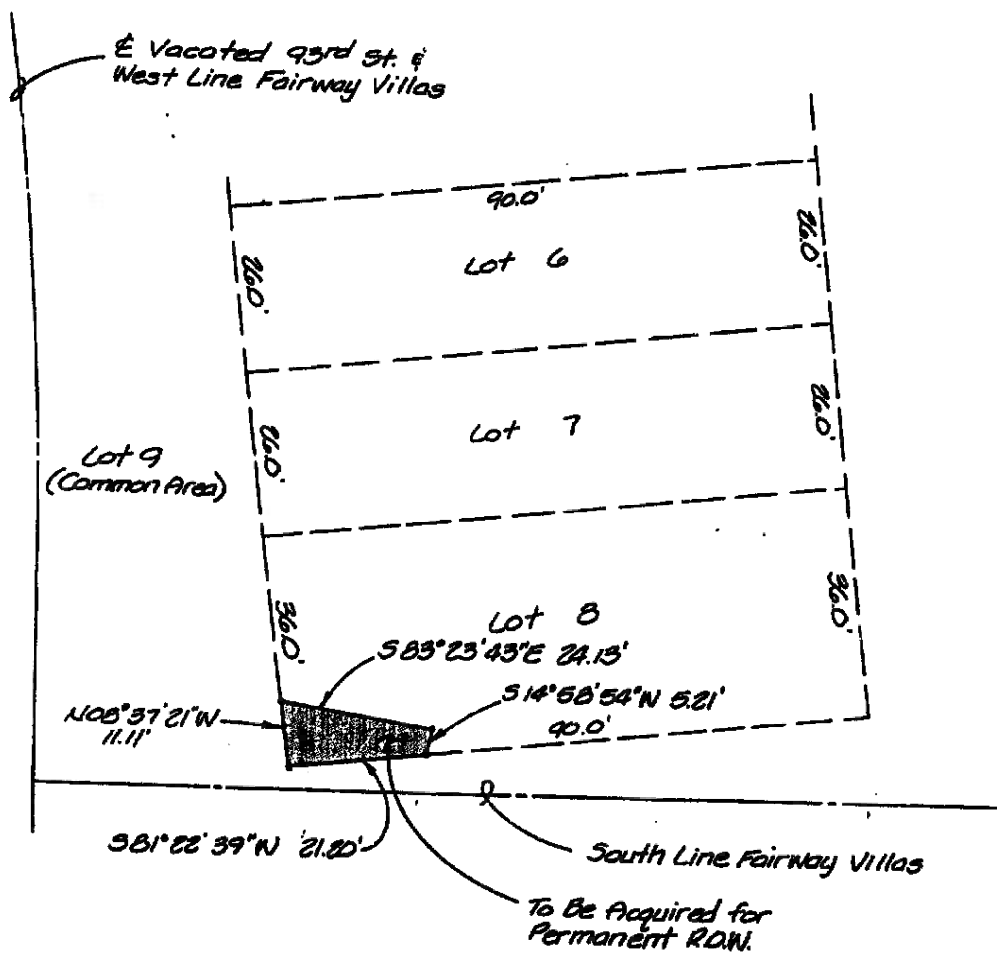 ℄ Vacated 93rd St. &
West Line Fairway Villas
90.0'
26.0'
Lot 6
26.0'
26.0'
Lot 7
26.0'
Lot 9
(Common Area)
36.0'
Lot 8
36.0'
S83°23'43"E 24.13'
N08°37'21"W
11.11'
S14°58'54"W 5.21'
90.0'
S81°22'39"W 21.20'
South Line Fairway Villas
To Be Acquired for
Permanent R.O.W.